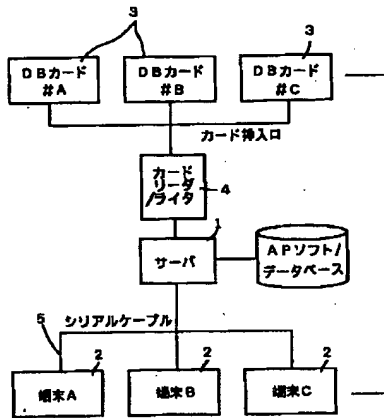 3
3
DBカード
#A
DBカード
#B
DBカード
#C
カード挿入口
カード
リーダ
/ライタ
4
1
サーバ
APソフト/
データベース
シリアルケーブル
5
2
2
2
端末A
端末B
端末C